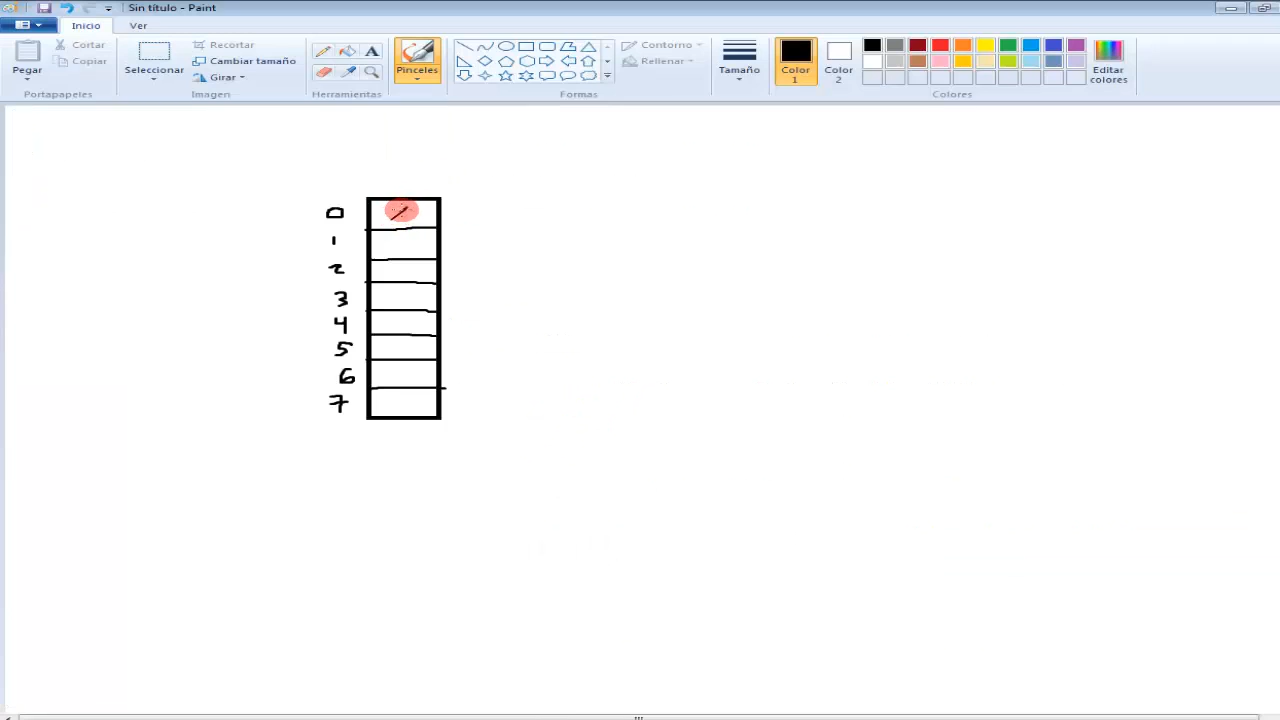 Sin título - Paint
Inicio Ver
Pegar
Cortar
Copiar
Portapapeles
Seleccionar
Recortar
Cambiar tamaño
Girar
Imagen
A
Herramientas
Pinceles
Formas
Contorno
Rellenar
Tamaño
Color 1
Color 2
Editar colores
Colores
0
1
2
3
4
5
6
7